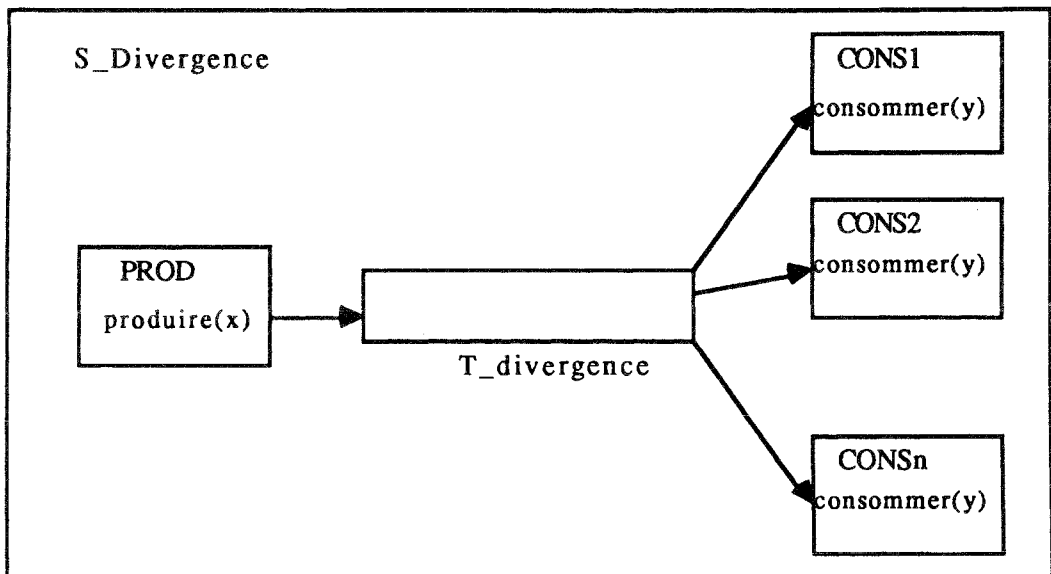 S_Divergence
CONS1
consommer(y)
CONS2
consommer(y)
PROD
produire(x)
T_divergence
CONSn
consommer(y)